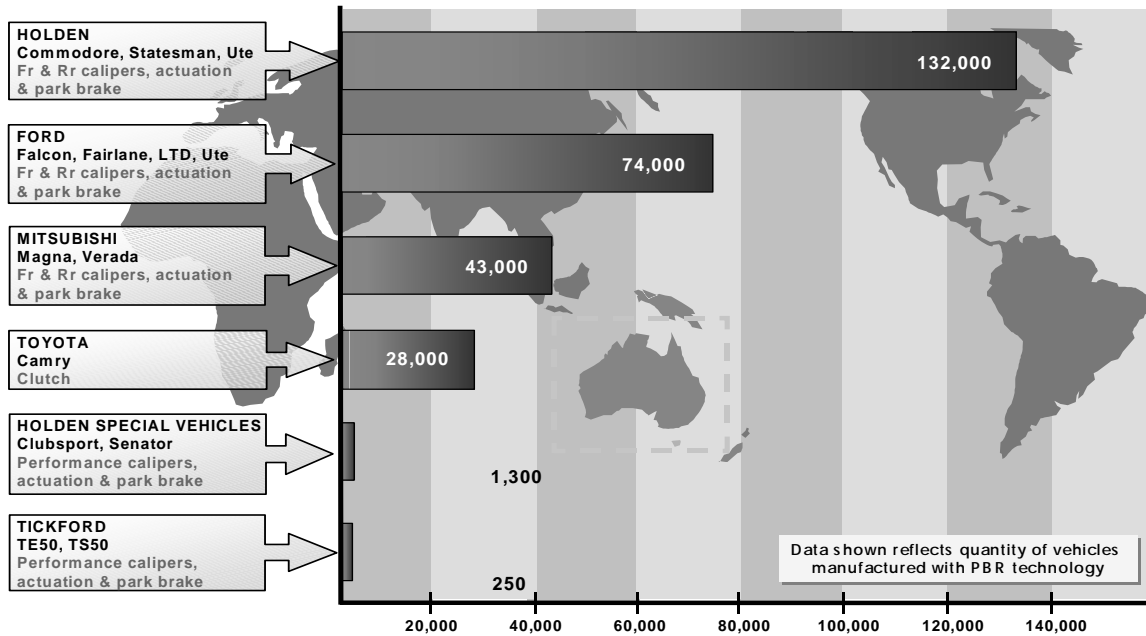 HOLDEN
Commodore, Statesman, Ute
Fr & Rr calipers, actuation
& park brake
132,000
FORD
Falcon, Fairlane, LTD, Ute
Fr & Rr calipers, actuation
& park brake
74,000
MITSUBISHI
Magna, Verada
Fr & Rr calipers, actuation
& park brake
43,000
TOYOTA
Camry
Clutch
28,000
HOLDEN SPECIAL VEHICLES
Clubsport, Senator
Performance calipers,
actuation & park brake
1,300
TICKFORD
TE50, TS50
Performance calipers,
actuation & park brake
250
Data shown reflects quantity of vehicles
manufactured with PBR technology
20,000 40,000 60,000 80,000 100,000 120,000 140,000